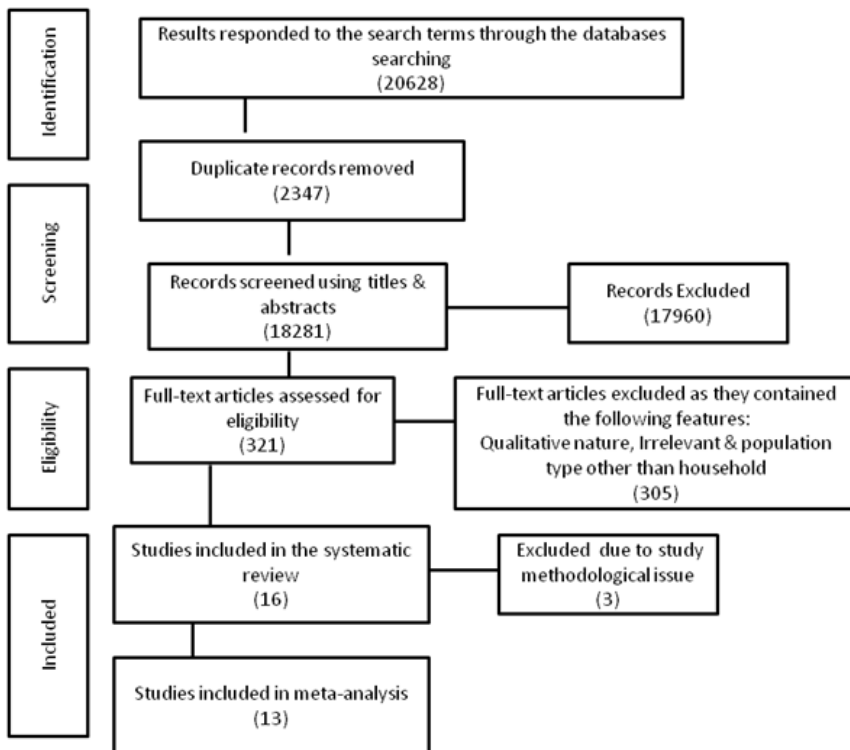 Identification
Results responded to the search terms through the databases
searching
(20628)
Duplicate records removed
(2347)
Screening
Records screened using titles &
abstracts
(18281)
Records Excluded
(17960)
Eligibility
Full-text articles assessed for
eligibility
(321)
Full-text articles excluded as they contained
the following features:
Qualitative nature, Irrelevant & population
type other than household
(305)
Included
Studies included in the systematic
review
(16)
Excluded due to study
methodological issue
(3)
Studies included in meta-analysis
(13)